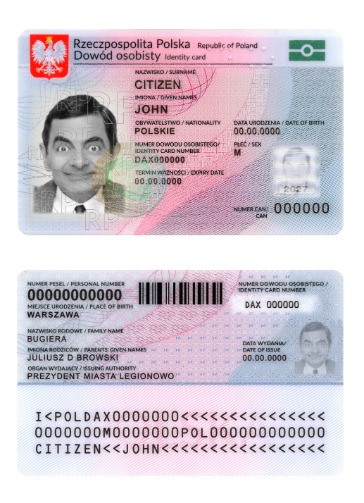 Rzeczpospolita Polska Republic of Poland
Dowód osobisty Identity card
NAZWISKO / SURNAME
CITIZEN
IMIONA / GIVEN NAMES
JOHN
OBYWATELSTWO / NATIONALITY
POLSKIE
DATA URODZENIA / DATE OF BIRTH
00.00.0000
NUMER DOWODU OSOBISTEGO/
IDENTITY CARD NUMBER
DAX000000
PŁEĆ / SEX
M
TERMIN WAŻNOŚCI / EXPIRY DATE
00.00.0000
NUMER CAN/
CAN
000000
NUMER PESEL / PERSONAL NUMBER
00000000000
NUMER DOWODU OSOBISTEGO /
IDENTITY CARD NUMBER
DAX 000000
MIEJSCE URODZENIA / PLACE OF BIRTH
WARSZAWA
NAZWISKO RODOWE / FAMILY NAME
BUGIERA
IMIONA RODZICÓW / PARENTS' GIVEN NAMES
JULIUSZ D BROWSKI
DATA WYDANIA/
DATE OF ISSUE
00.00.0000
ORGAN WYDAJĄCY / ISSUING AUTHORITY
PREZYDENT MIASTA LEGIONOWO
I<POLDAX0000000<<<<<<<<<<<<<<<
0000000M0000000POL00000000000
CITIZEN<<JOHN<<<<<<<<<<<<<<<<<